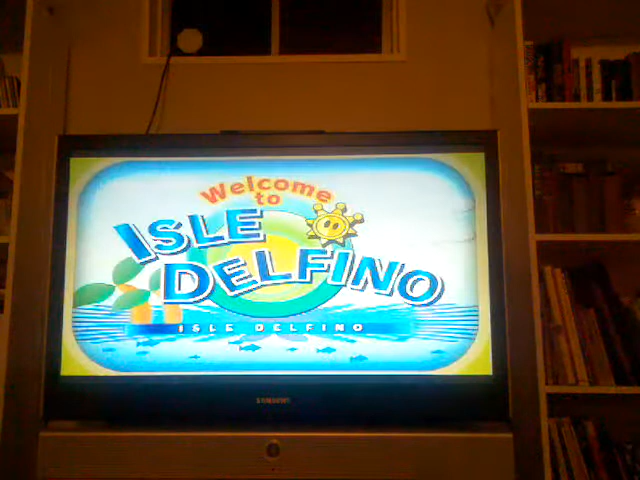 Welcome
to
ISLE
DELFINO
ISLE DELFINO
SAMSUNG